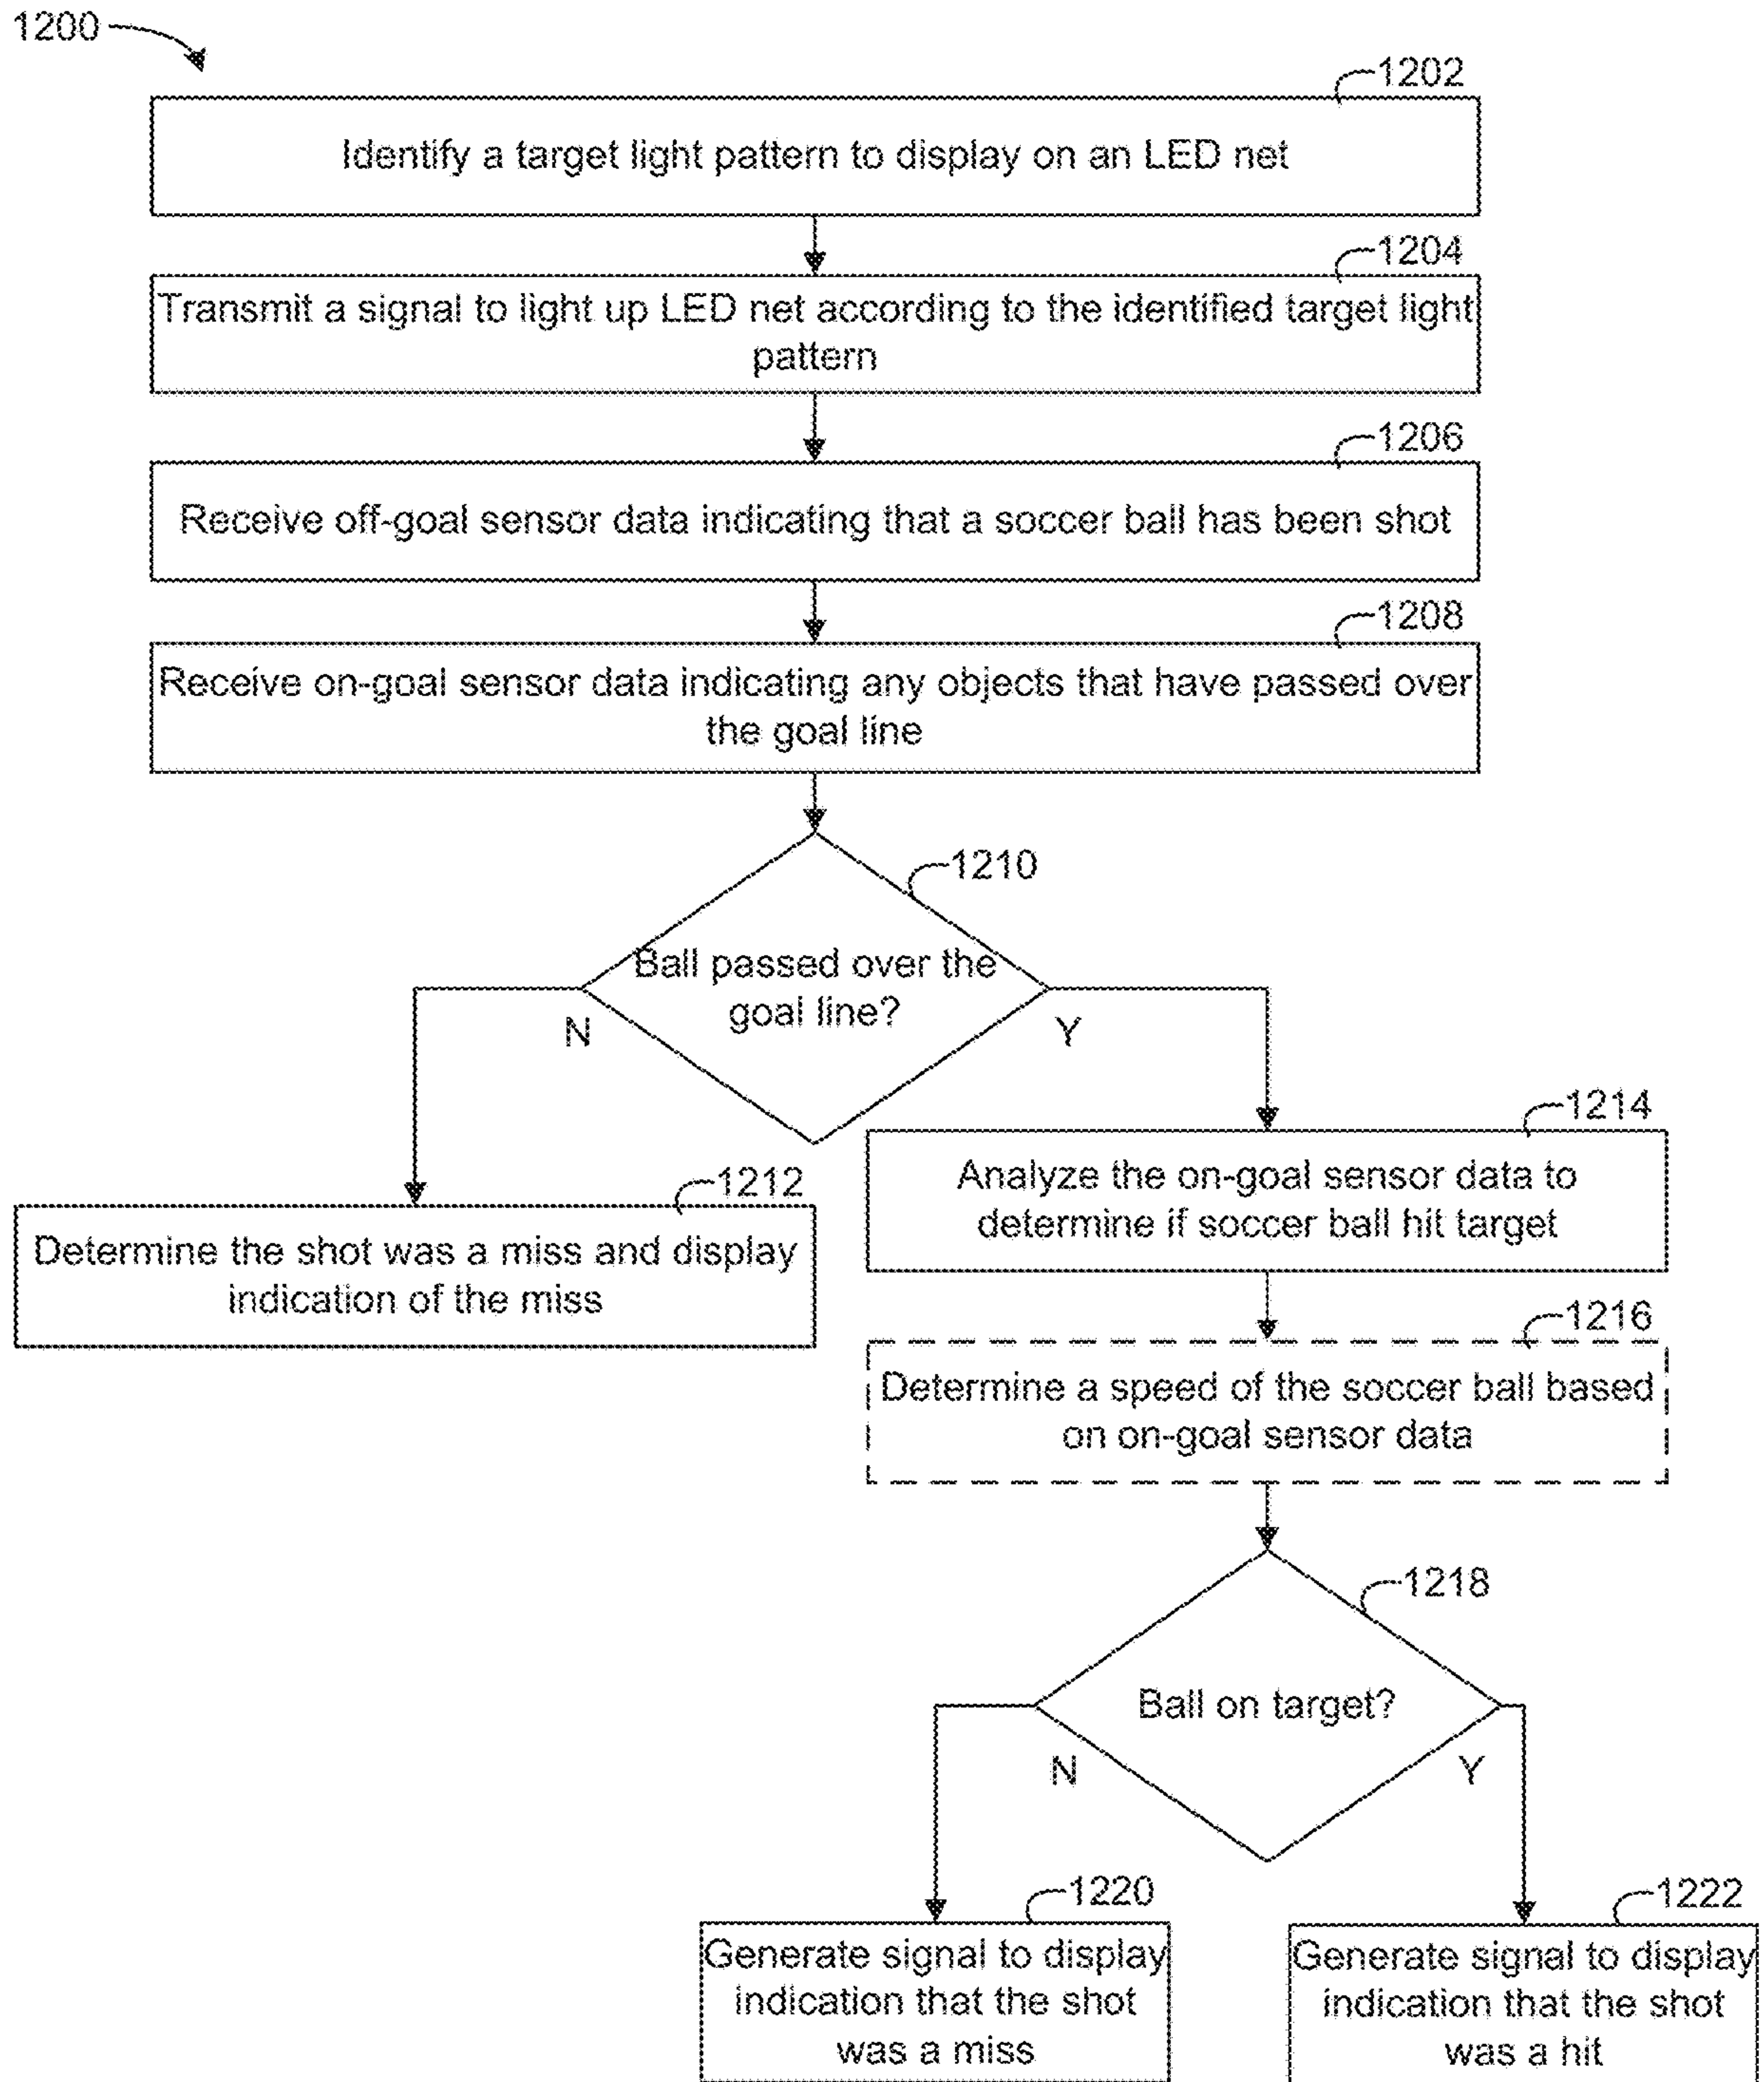 1200
1202
Identify a target light pattern to display on an LED net
1204
Transmit a signal to light up LED net according to the identified target light
pattern
1206
Receive off-goal sensor data indicating that a soccer ball has been shot
1208
Receive on-goal sensor data indicating any objects that have passed over
the goal line
1210
Ball passed over the
goal line?
N
Y
1212
Determine the shot was a miss and display
indication of the miss
1214
Analyze the on-goal sensor data to
determine if soccer ball hit target
1216
Determine a speed of the soccer ball based
on on-goal sensor data
1218
Ball on target?
N
Y
1220
Generate signal to display
indication that the shot
was a miss
1222
Generate signal to display
indication that the shot
was a hit